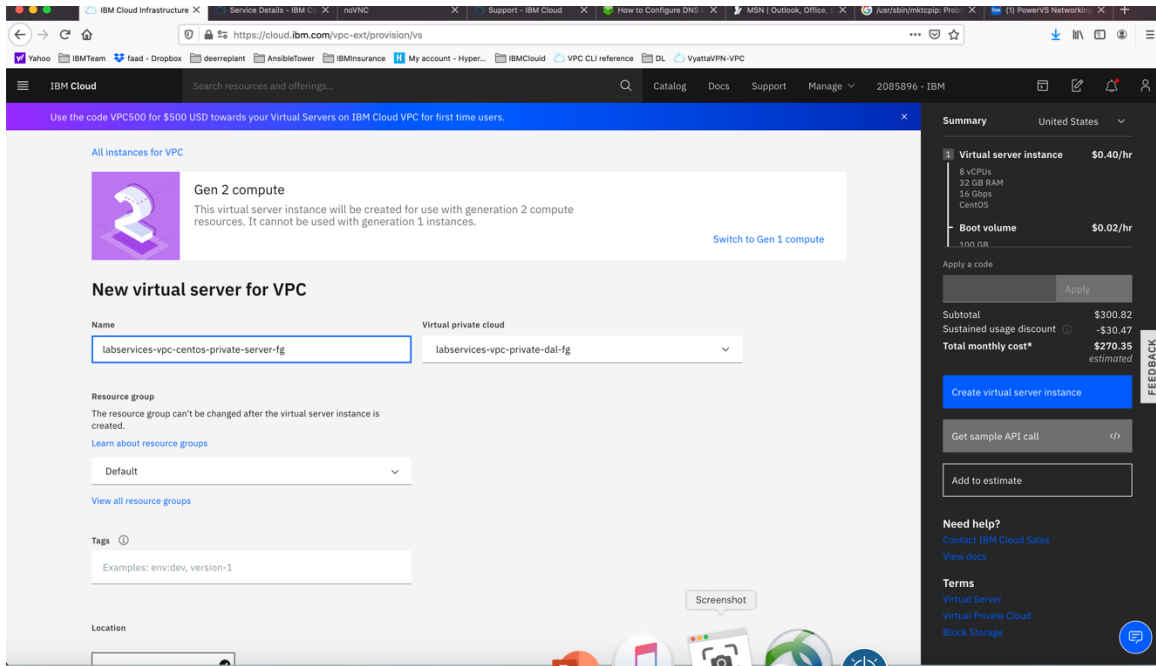 IBM Cloud Infrastructure
Service Details - IBM Cl
noVNC
Support - IBM Cloud
How to Configure DNS
MSN | Outlook, Office,
/usr/sbin/mktcpip: Prob
(1) PowerVS Networking
https://cloud.ibm.com/vpc-ext/provision/vs
Yahoo
IBMTeam
faad - Dropbox
deerreplant
AnsibleTower
IBMInsurance
My account - Hyper...
IBMClouid
VPC CLI reference
DL
VyattaVPN-VPC
IBM Cloud
Search resources and offerings...
Catalog
Docs
Support
Manage
2085896 - IBM
Use the code VPC500 for $500 USD towards your Virtual Servers on IBM Cloud VPC for first time users.
All instances for VPC
2
Gen 2 compute
This virtual server instance will be created for use with generation 2 compute
resources. It cannot be used with generation 1 instances.
Switch to Gen 1 compute
New virtual server for VPC
Name
Virtual private cloud
labservices-vpc-centos-private-server-fg
labservices-vpc-private-dal-fg
Resource group
The resource group can't be changed after the virtual server instance is
created.
Learn about resource groups
Default
View all resource groups
Tags
Examples: env:dev, version-1
Location
Screenshot
Summary
United States
1 Virtual server instance $0.40/hr
8 vCPUs
32 GB RAM
16 Gbps
CentOS
Boot volume $0.02/hr
100 GB
Apply a code
Apply
Subtotal $300.82
Sustained usage discount -$30.47
Total monthly cost* $270.35
estimated
Create virtual server instance
Get sample API call </>
Add to estimate
Need help?
Contact IBM Cloud Sales
View docs
Terms
Virtual Server
Virtual Private Cloud
Block Storage
FEEDBACK